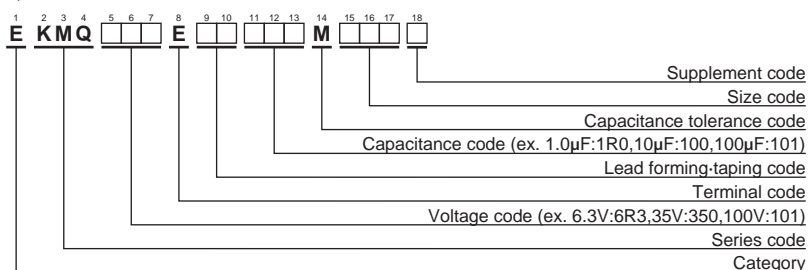 1 2 3 4 5 6 7 8 9 10 11 12 13 14 15 16 17 18
E KMQ □□□ E □□ □□□ M □□□ □
Supplement code
Size code
Capacitance tolerance code
Capacitance code (ex. 1.0μF:1R0,10μF:100,100μF:101)
Lead forming·taping code
Terminal code
Voltage code (ex. 6.3V:6R3,35V:350,100V:101)
Series code
Category